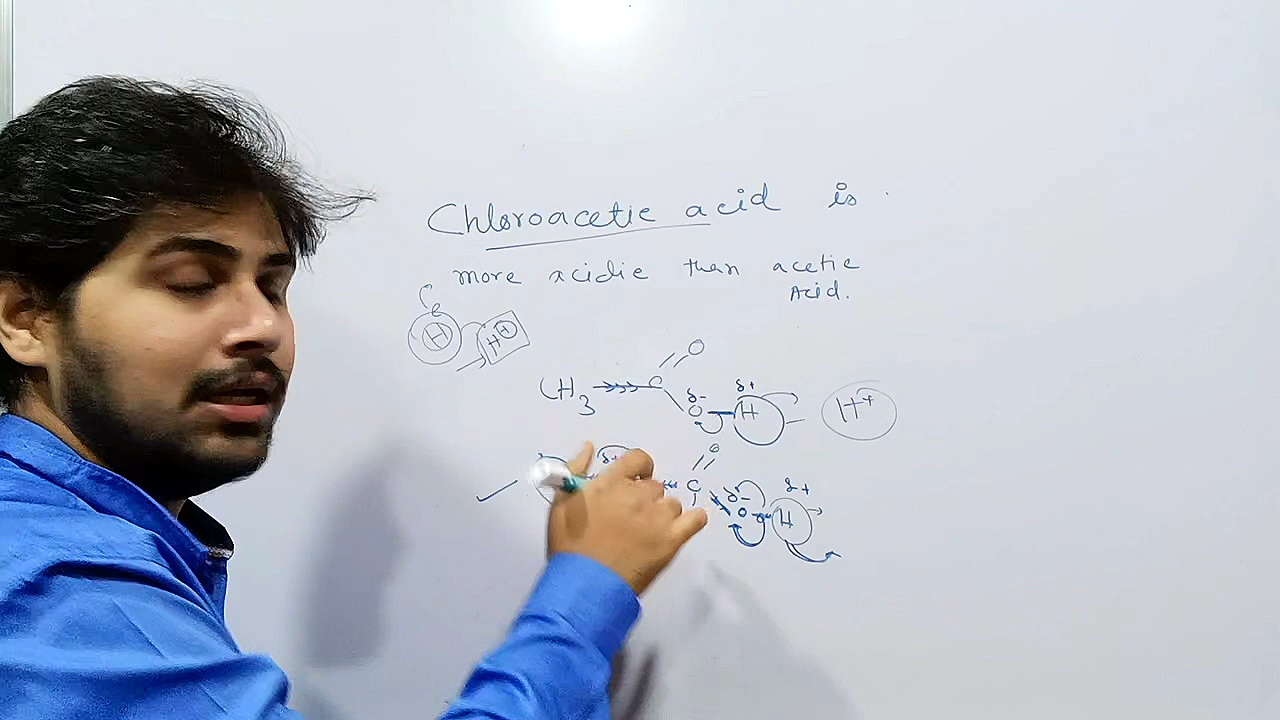 Chloroacetic acid is
more acidic than acetic
Acid.
H H+
O
CH3 C δ- δ+
O H H+
δ+ O
C δ- δ+
O H